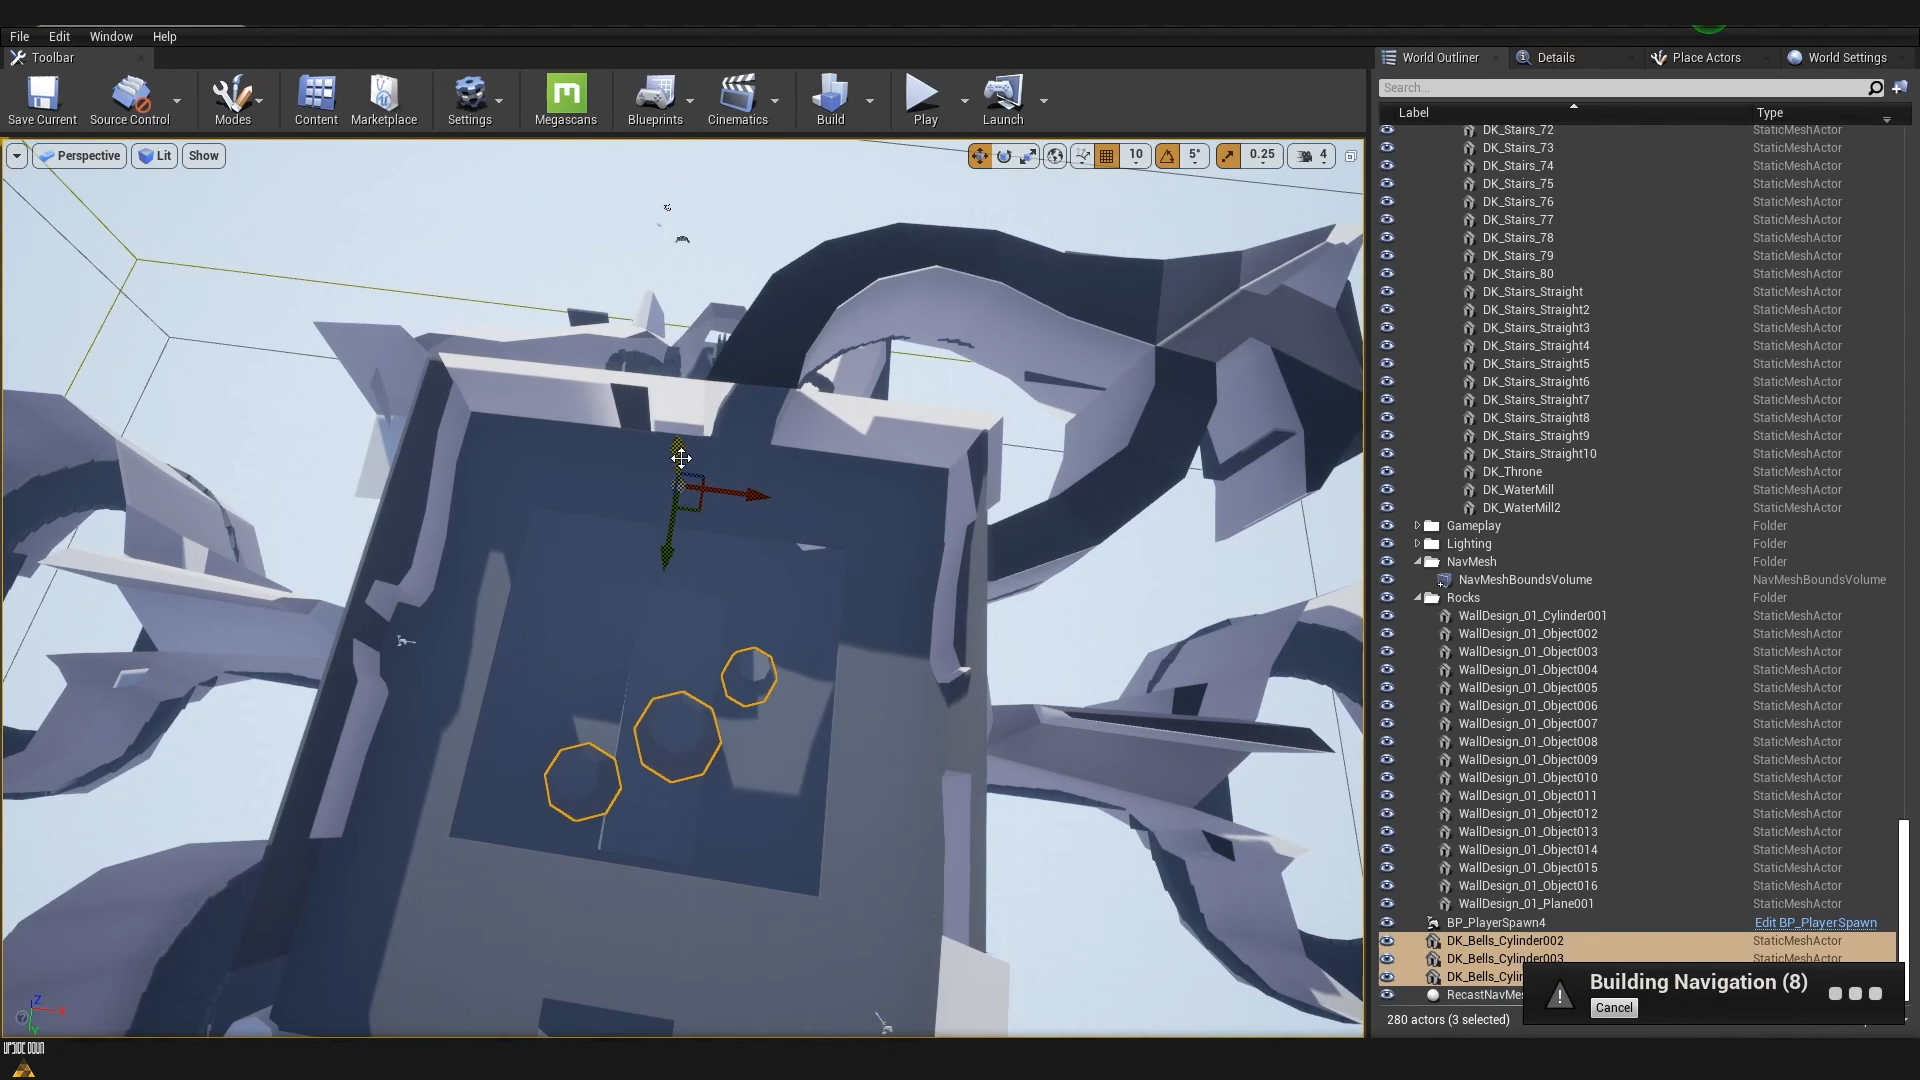 File Edit Window Help
Toolbar
World Outliner
Details
Place Actors
World Settings
Save Current
Source Control
Modes
Content
Marketplace
Settings
Megascans
Blueprints
Cinematics
Build
Play
Launch
Search...
Label Type
Perspective Lit Show 10 5° 0.25 4
DK_Stairs_72 StaticMeshActor
DK_Stairs_73 StaticMeshActor
DK_Stairs_74 StaticMeshActor
DK_Stairs_75 StaticMeshActor
DK_Stairs_76 StaticMeshActor
DK_Stairs_77 StaticMeshActor
DK_Stairs_78 StaticMeshActor
DK_Stairs_79 StaticMeshActor
DK_Stairs_80 StaticMeshActor
DK_Stairs_Straight StaticMeshActor
DK_Stairs_Straight2 StaticMeshActor
DK_Stairs_Straight3 StaticMeshActor
DK_Stairs_Straight4 StaticMeshActor
DK_Stairs_Straight5 StaticMeshActor
DK_Stairs_Straight6 StaticMeshActor
DK_Stairs_Straight7 StaticMeshActor
DK_Stairs_Straight8 StaticMeshActor
DK_Stairs_Straight9 StaticMeshActor
DK_Stairs_Straight10 StaticMeshActor
DK_Throne StaticMeshActor
DK_WaterMill StaticMeshActor
DK_WaterMill2 StaticMeshActor
Gameplay Folder
Lighting Folder
NavMesh Folder
NavMeshBoundsVolume NavMeshBoundsVolume
Rocks Folder
WallDesign_01_Cylinder001 StaticMeshActor
WallDesign_01_Object002 StaticMeshActor
WallDesign_01_Object003 StaticMeshActor
WallDesign_01_Object004 StaticMeshActor
WallDesign_01_Object005 StaticMeshActor
WallDesign_01_Object006 StaticMeshActor
WallDesign_01_Object007 StaticMeshActor
WallDesign_01_Object008 StaticMeshActor
WallDesign_01_Object009 StaticMeshActor
WallDesign_01_Object010 StaticMeshActor
WallDesign_01_Object011 StaticMeshActor
WallDesign_01_Object012 StaticMeshActor
WallDesign_01_Object013 StaticMeshActor
WallDesign_01_Object014 StaticMeshActor
WallDesign_01_Object015 StaticMeshActor
WallDesign_01_Object016 StaticMeshActor
WallDesign_01_Plane001 StaticMeshActor
BP_PlayerSpawn4 Edit BP_PlayerSpawn
DK_Bells_Cylinder002 StaticMeshActor
DK_Bells_Cylinder003 StaticMeshActor
DK_Bells_Cylin
RecastNavMes
Building Navigation (8)
Cancel
280 actors (3 selected)
Z
X
Y
UPSIDE DOWN